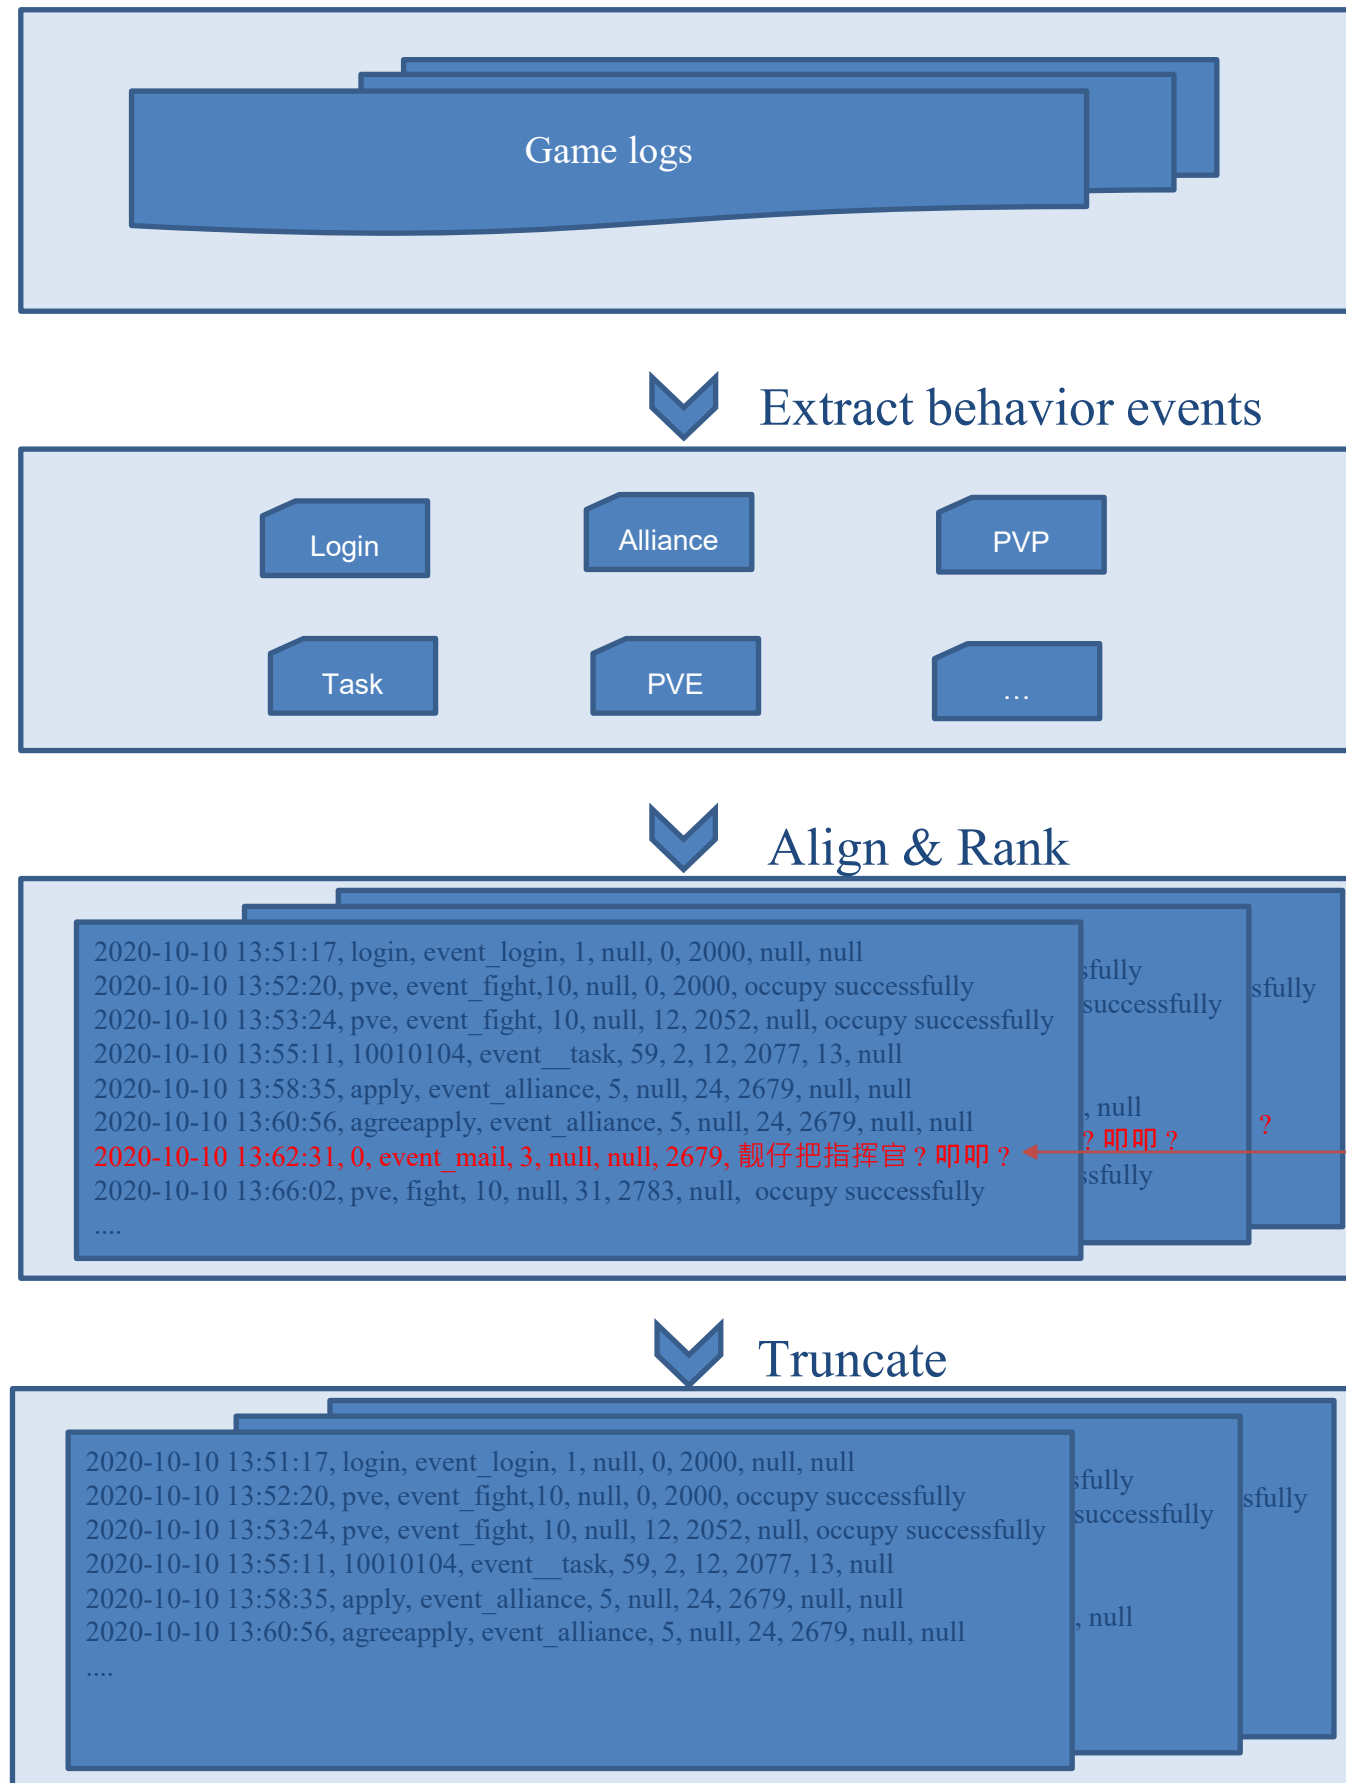 Game logs
Extract behavior events
Login
Alliance
PVP
Task
PVE
…
Align & Rank
2020-10-10 13:51:17, login, event_login, 1, null, 0, 2000, null, null
2020-10-10 13:52:20, pve, event_fight,10, null, 0, 2000, occupy successfully
2020-10-10 13:53:24, pve, event_fight, 10, null, 12, 2052, null, occupy successfully
2020-10-10 13:55:11, 10010104, event__task, 59, 2, 12, 2077, 13, null
2020-10-10 13:58:35, apply, event_alliance, 5, null, 24, 2679, null, null
2020-10-10 13:60:56, agreeapply, event_alliance, 5, null, 24, 2679, null, null
2020-10-10 13:62:31, 0, event_mail, 3, null, null, 2679, 靓仔把指挥官？叩叩？
2020-10-10 13:66:02, pve, fight, 10, null, 31, 2783, null, occupy successfully
....
sfully
successfully
, null
？叩叩？
ssfully
sfully
？
Truncate
2020-10-10 13:51:17, login, event_login, 1, null, 0, 2000, null, null
2020-10-10 13:52:20, pve, event_fight,10, null, 0, 2000, occupy successfully
2020-10-10 13:53:24, pve, event_fight, 10, null, 12, 2052, null, occupy successfully
2020-10-10 13:55:11, 10010104, event__task, 59, 2, 12, 2077, 13, null
2020-10-10 13:58:35, apply, event_alliance, 5, null, 24, 2679, null, null
2020-10-10 13:60:56, agreeapply, event_alliance, 5, null, 24, 2679, null, null
....
sfully
successfully
, null
sfully